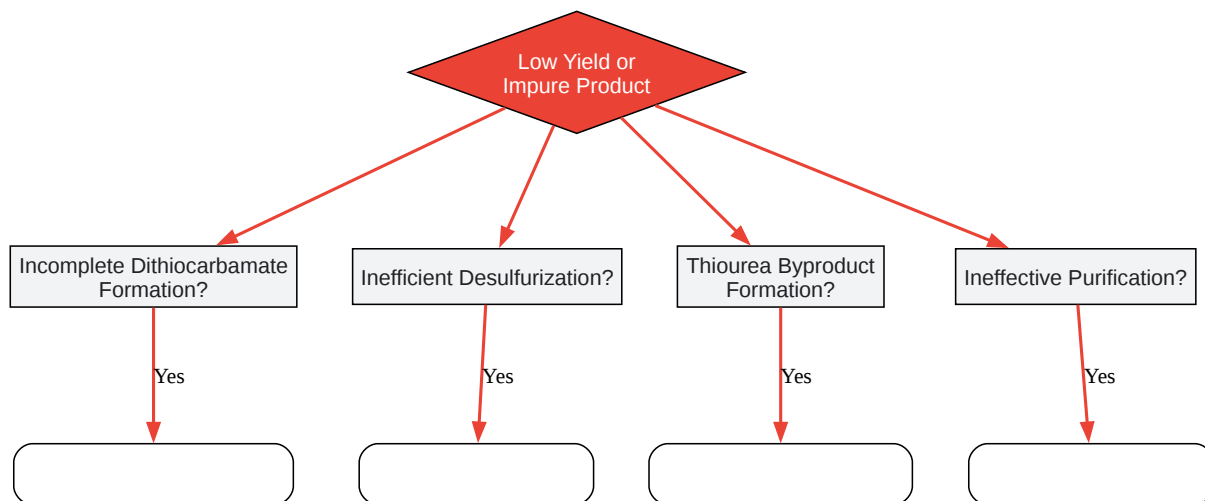 Low Yield or
Impure Product
Incomplete Dithiocarbamate
Formation?
Inefficient Desulfurization?
Thiourea Byproduct
Formation?
Ineffective Purification?
Yes
Yes
Yes
Yes